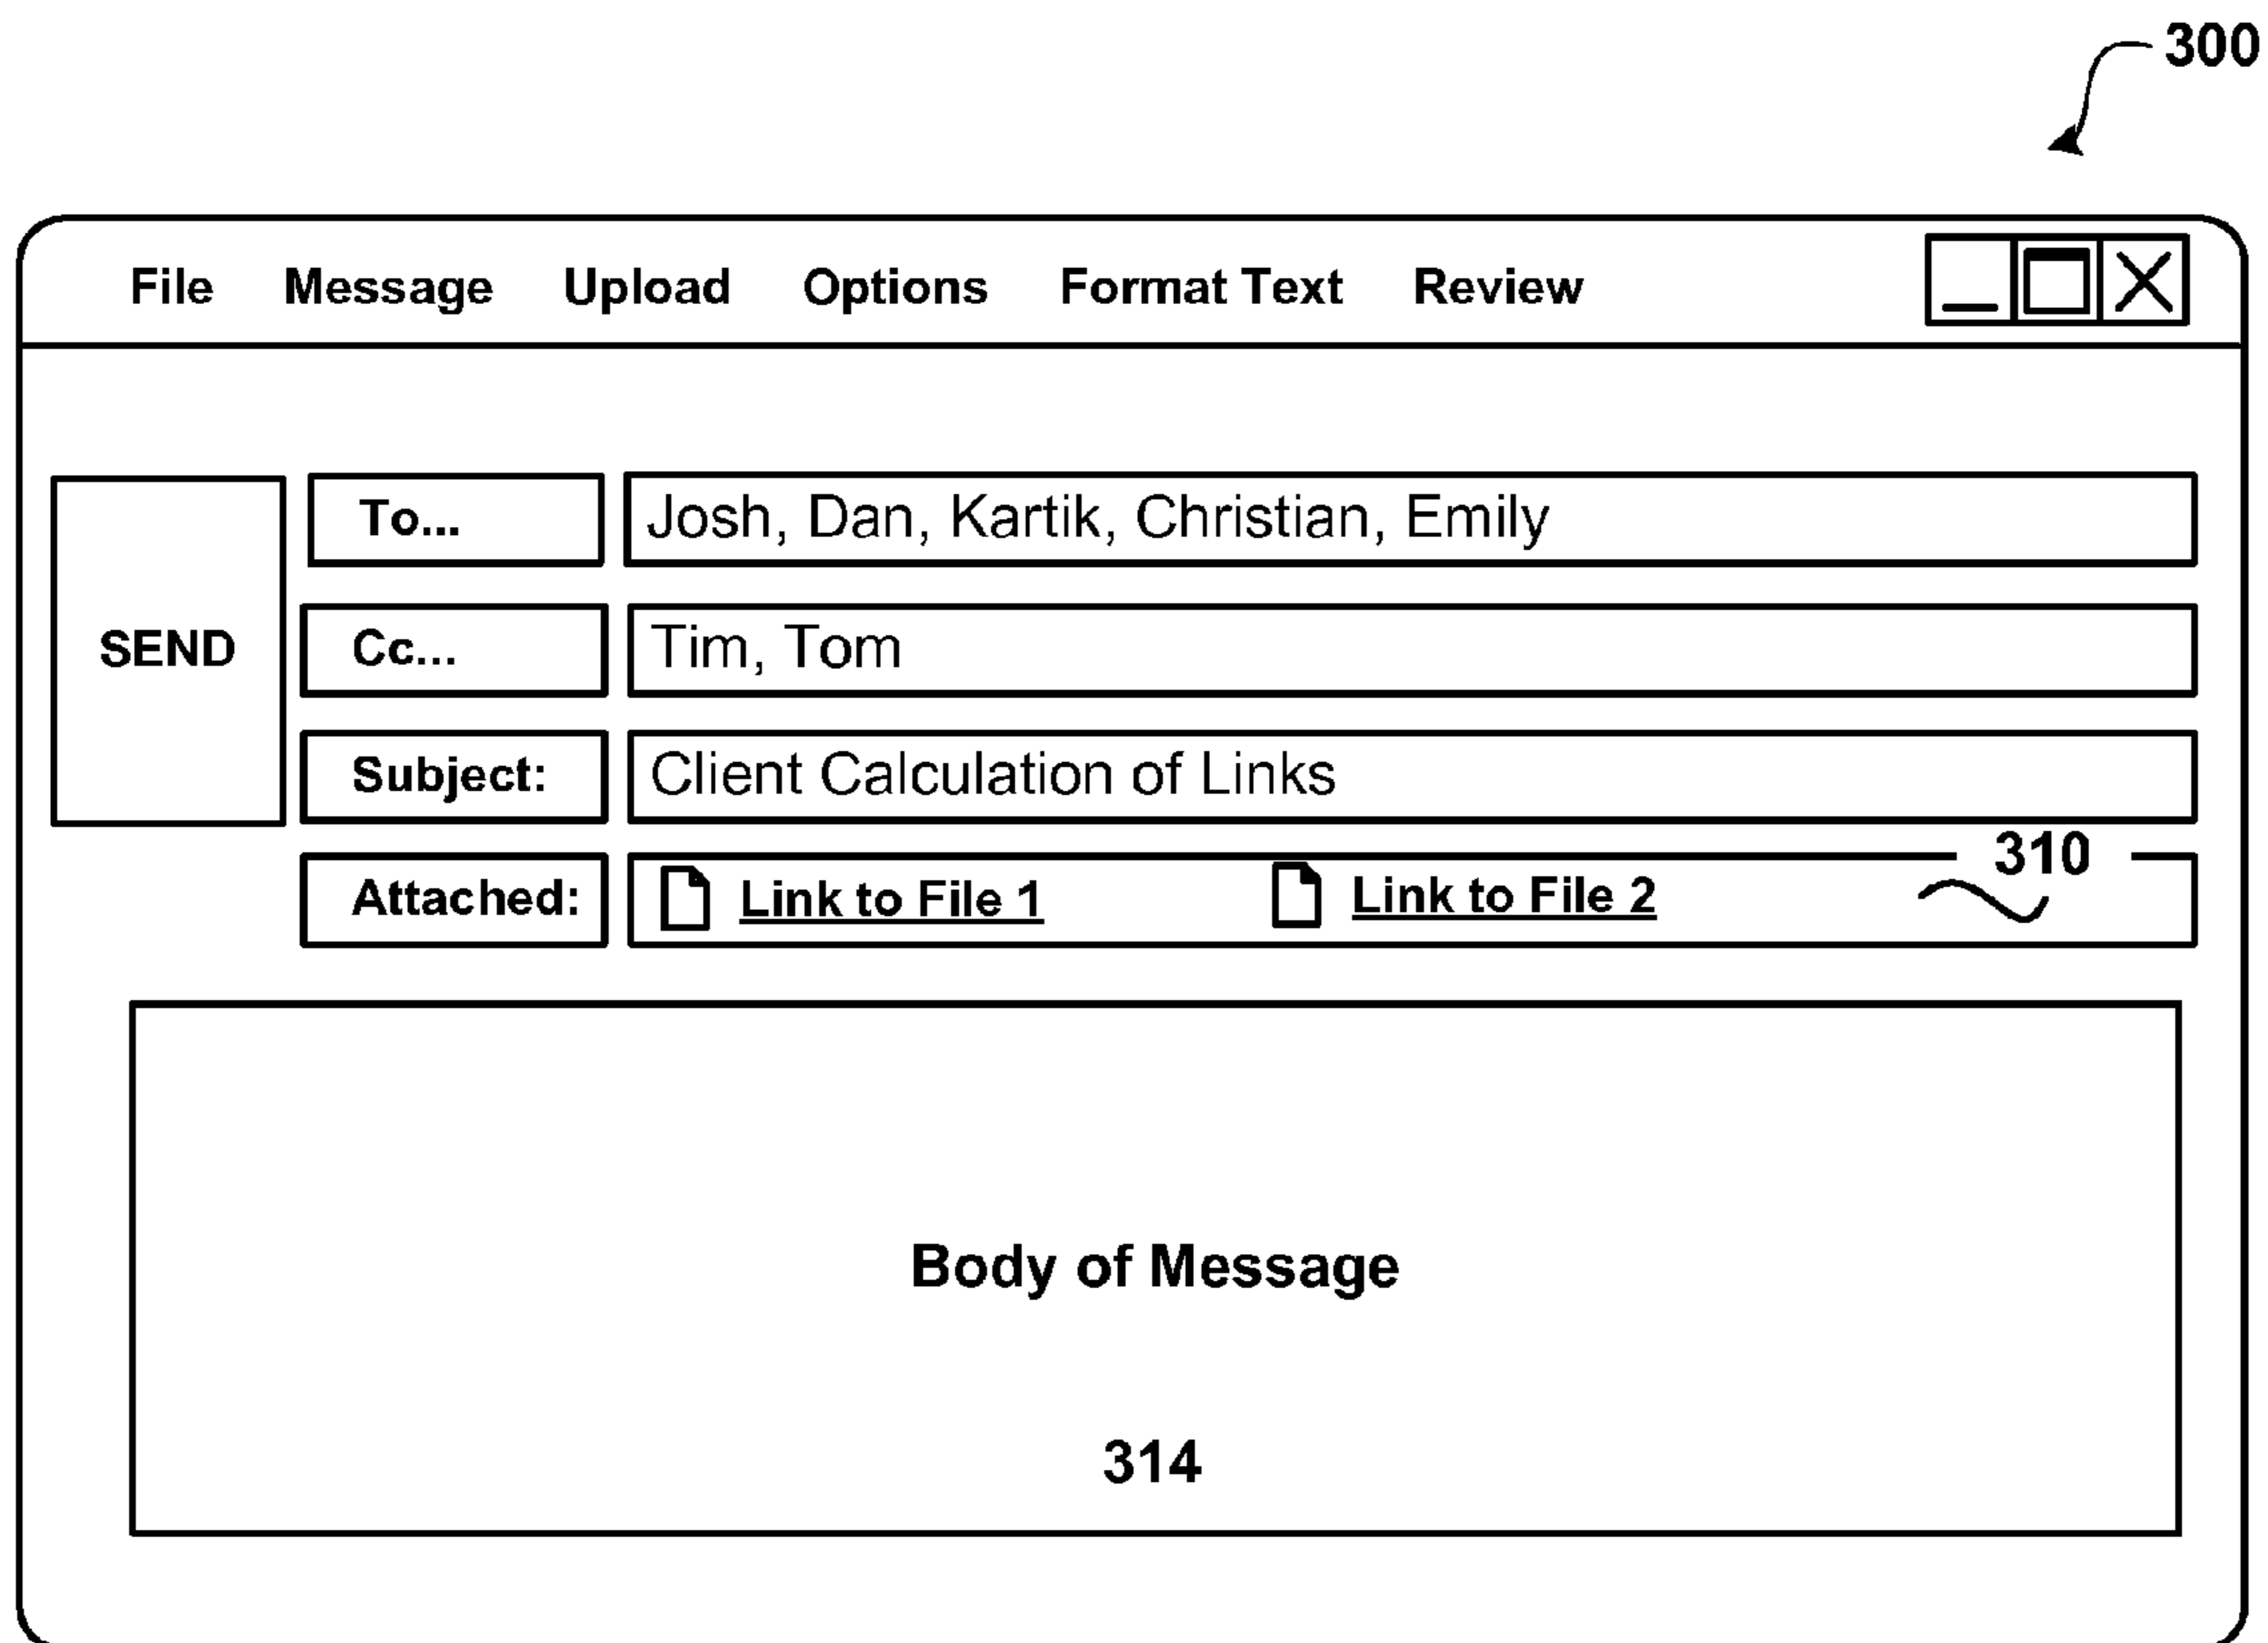 300
File Message Upload Options Format Text Review
To... Josh, Dan, Kartik, Christian, Emily
SEND Cc... Tim, Tom
Subject: Client Calculation of Links
310
Attached: Link to File 1 Link to File 2
Body of Message
314